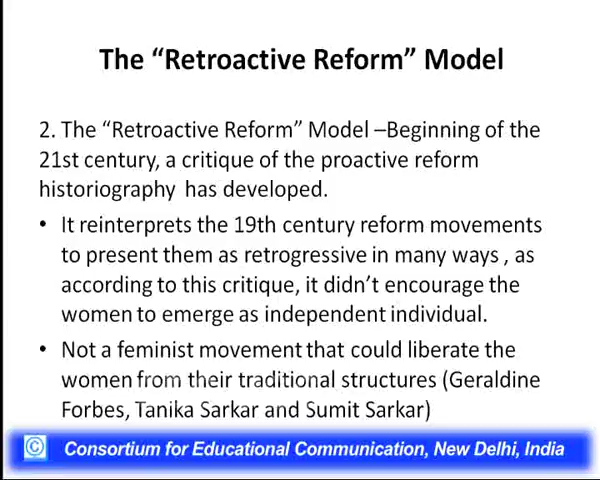 The “Retroactive Reform” Model
2. The “Retroactive Reform” Model –Beginning of the
21st century, a critique of the proactive reform
historiography has developed.
• It reinterprets the 19th century reform movements
to present them as retrogressive in many ways , as
according to this critique, it didn’t encourage the
women to emerge as independent individual.
• Not a feminist movement that could liberate the
women from their traditional structures (Geraldine
Forbes, Tanika Sarkar and Sumit Sarkar)
© Consortium for Educational Communication, New Delhi, India